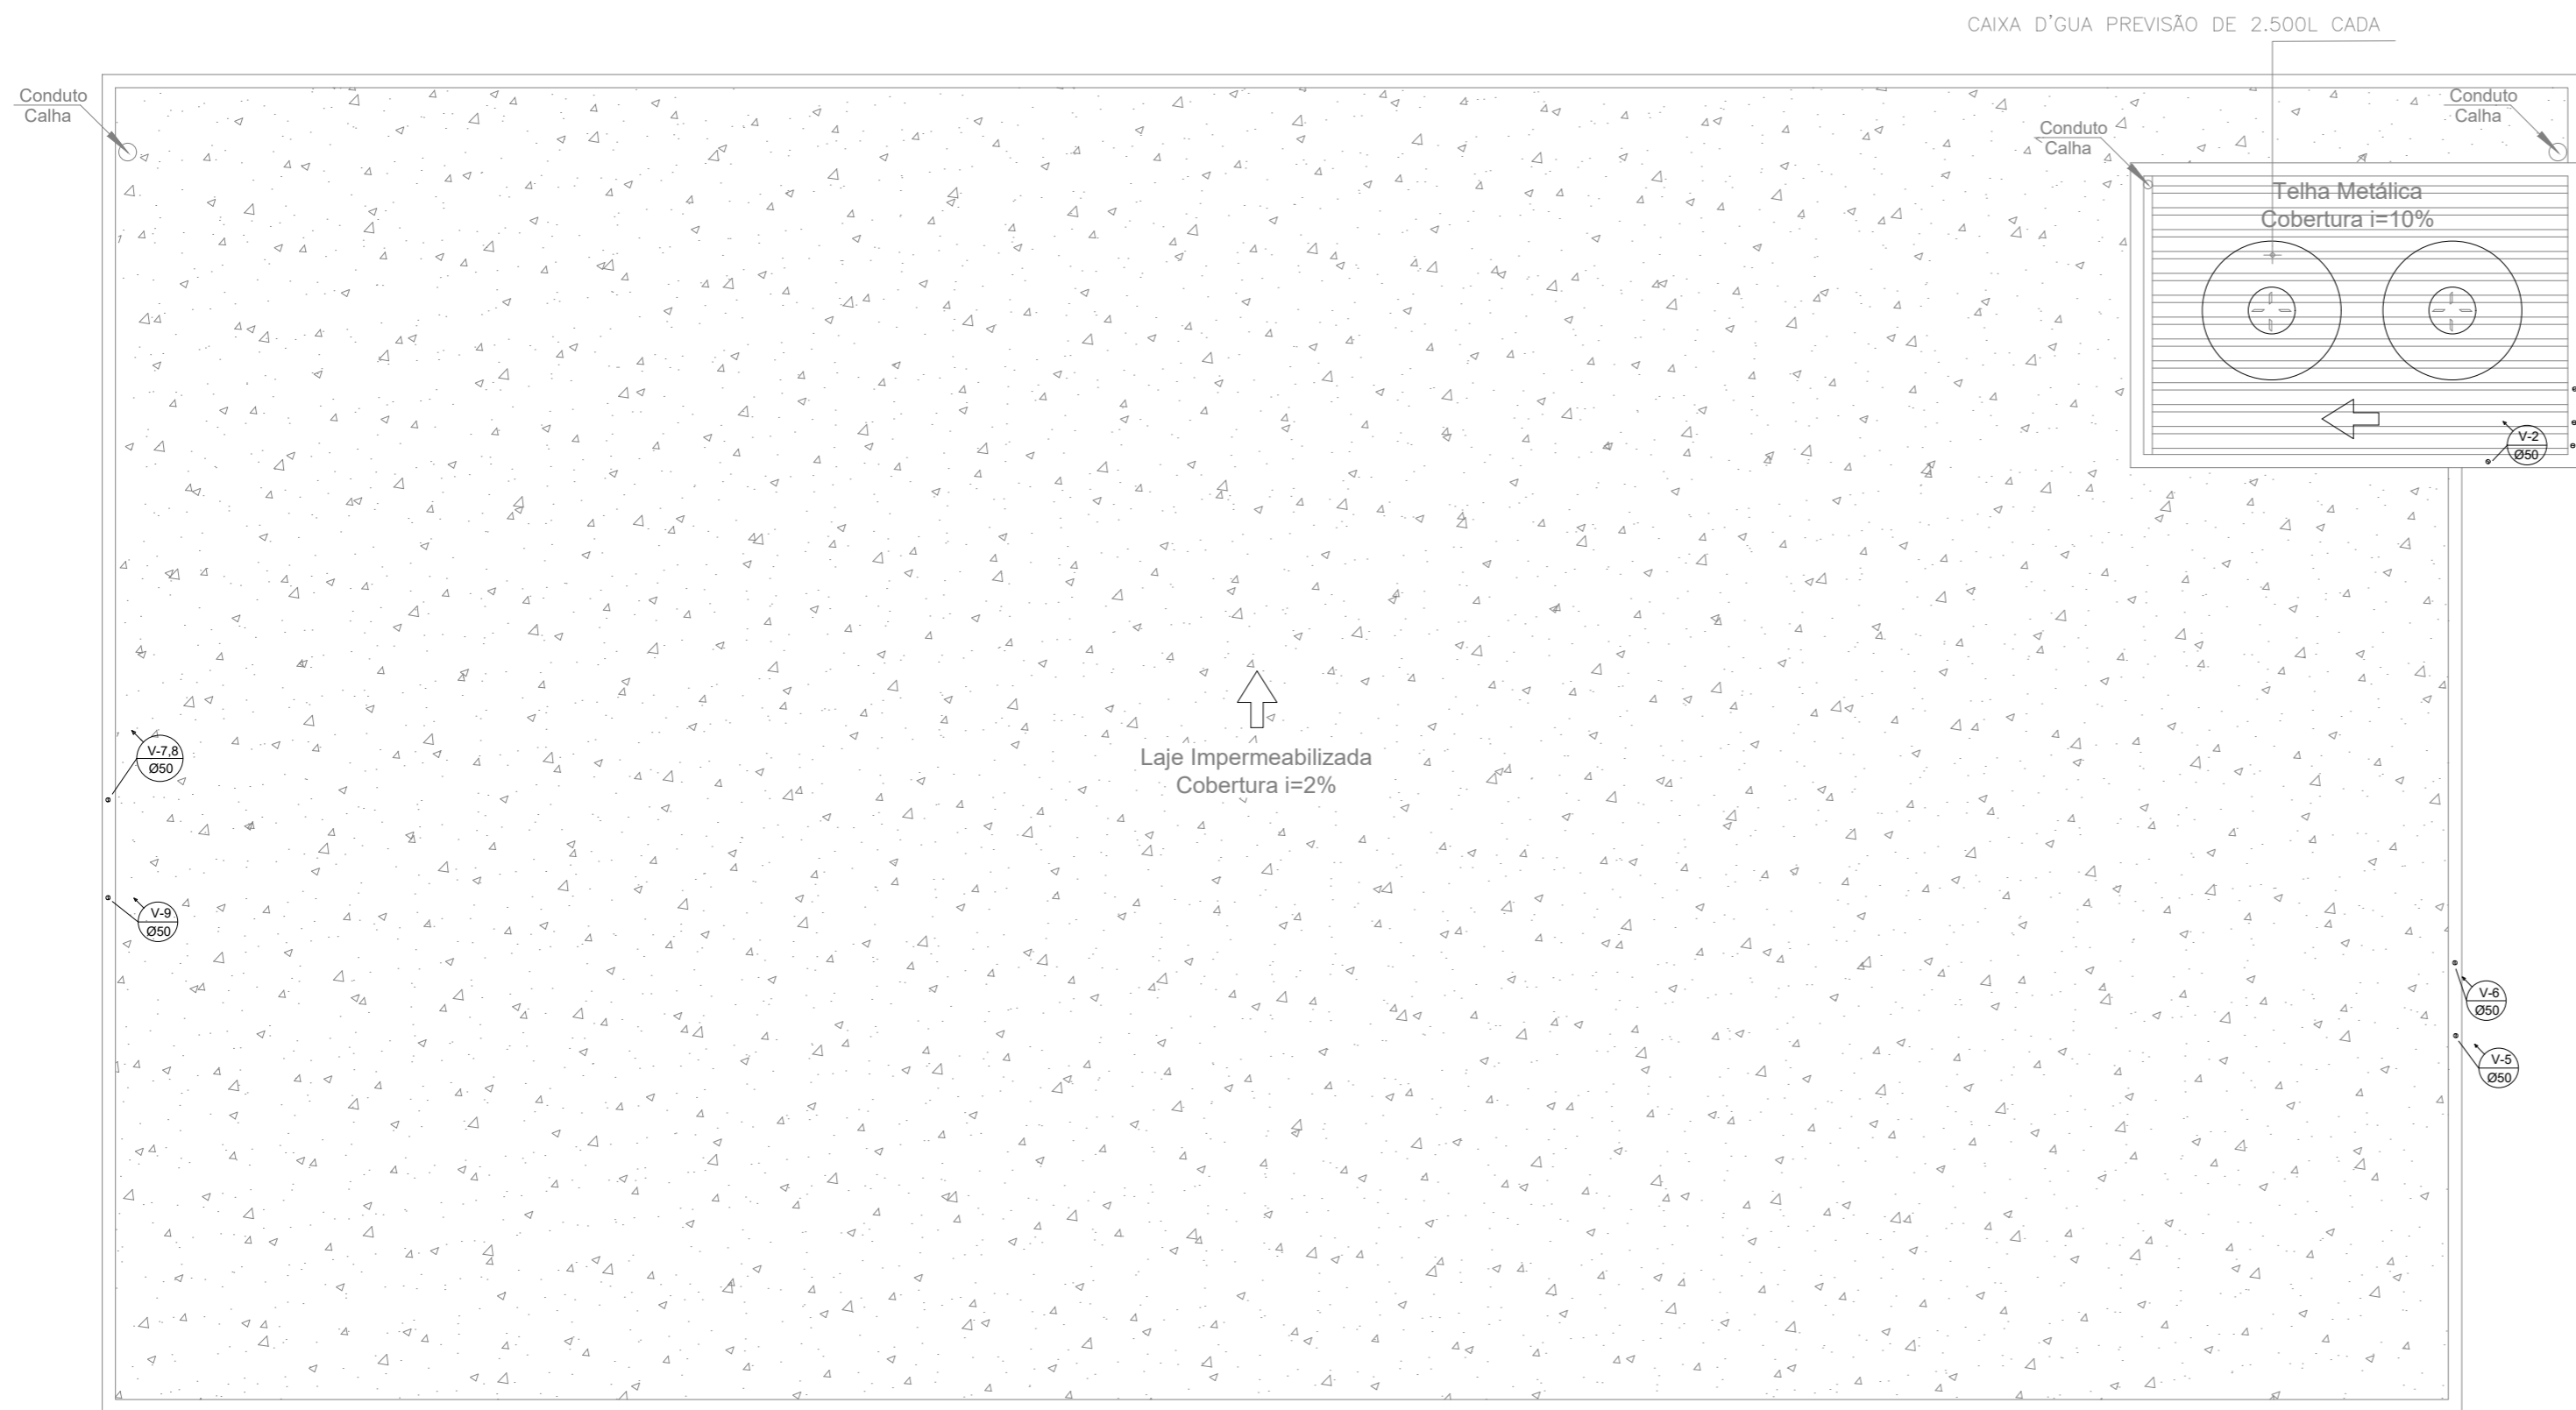 CAIXA D'GUA PREVISÃO DE 2.500L CADA
Conduto
Calha
Conduto
Calha
Conduto
Calha
Telha Metálica
Cobertura i=10%
V-2
Ø50
Laje Impermeabilizada
Cobertura i=2%
V-7,8
Ø50
V-9
Ø50
V-6
Ø50
V-5
Ø50